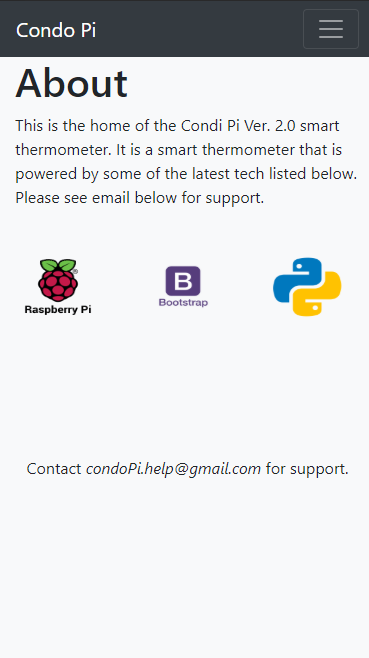 Condo Pi
About
This is the home of the Condi Pi Ver. 2.0 smart
thermometer. It is a smart thermometer that is
powered by some of the latest tech listed below.
Please see email below for support.
Raspberry Pi
B
Bootstrap
Contact condoPi.help@gmail.com for support.